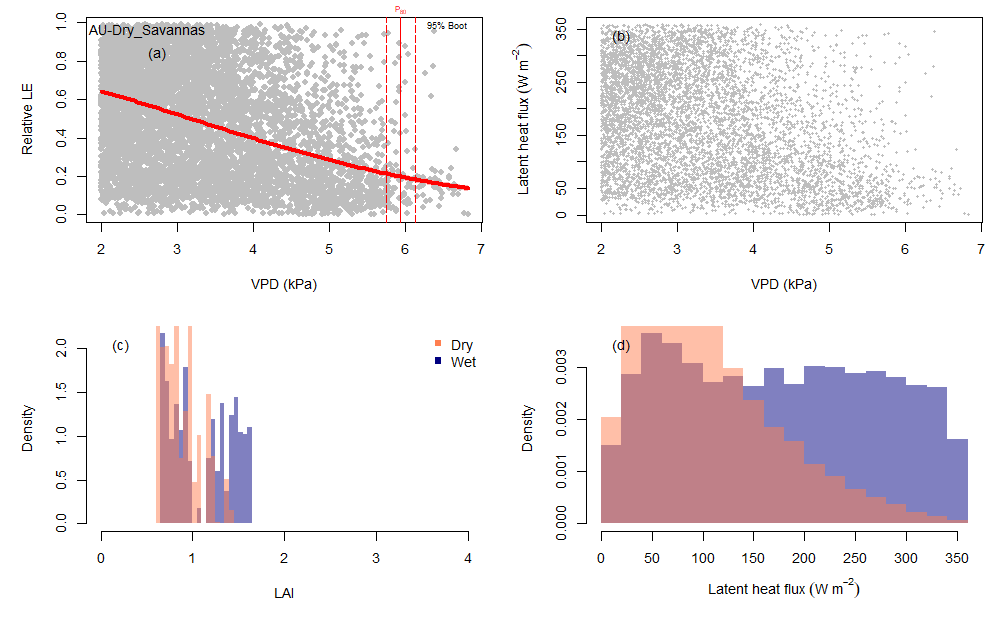 P50
95% Boot
AU-Dry_Savannas
(a)
Relative LE
0.0 0.2 0.4 0.6 0.8 1.0
2 3 4 5 6 7
VPD (kPa)
(b)
Latent heat flux (W m−2)
0 50 150 250 350
2 3 4 5 6 7
VPD (kPa)
(c)
Dry
Wet
Density
0.0 0.5 1.0 1.5 2.0
0 1 2 3 4
LAI
(d)
Density
0.000 0.001 0.002 0.003
0 50 100 150 200 250 300 350
Latent heat flux (W m−2)